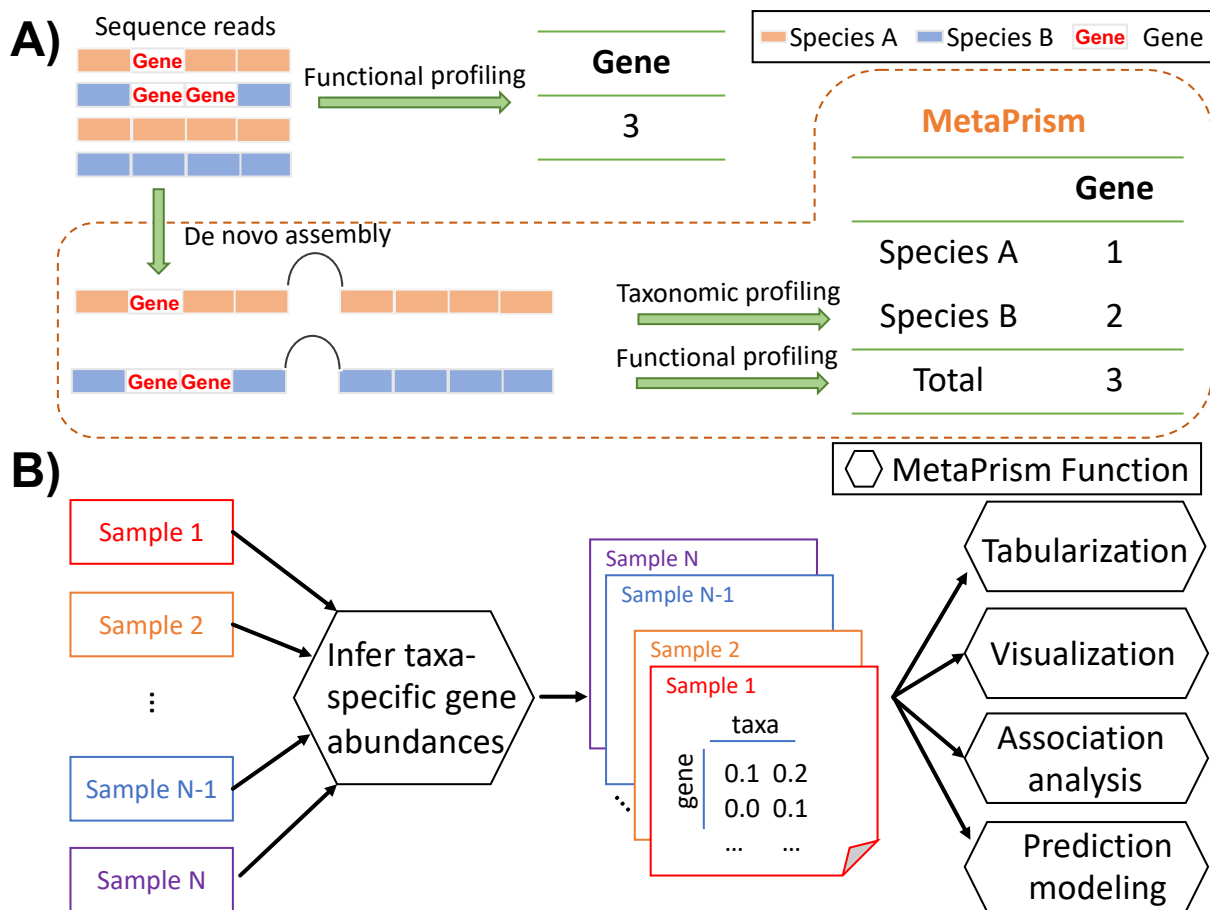 A)
Sequence reads
Species A
Species B
Gene
Gene
Gene
Gene Gene
Functional profiling
Gene
3
MetaPrism
Gene
Species A 1
Species B 2
Total 3
De novo assembly
Gene
Gene Gene
Taxonomic profiling
Functional profiling
B)
MetaPrism Function
Sample 1
Sample 2
...
Sample N-1
Sample N
Infer taxa-
specific gene
abundances
Sample N
Sample N-1
Sample 2
Sample 1
taxa
gene
0.1 0.2
0.0 0.1
... ...
...
Tabularization
Visualization
Association
analysis
Prediction
modeling